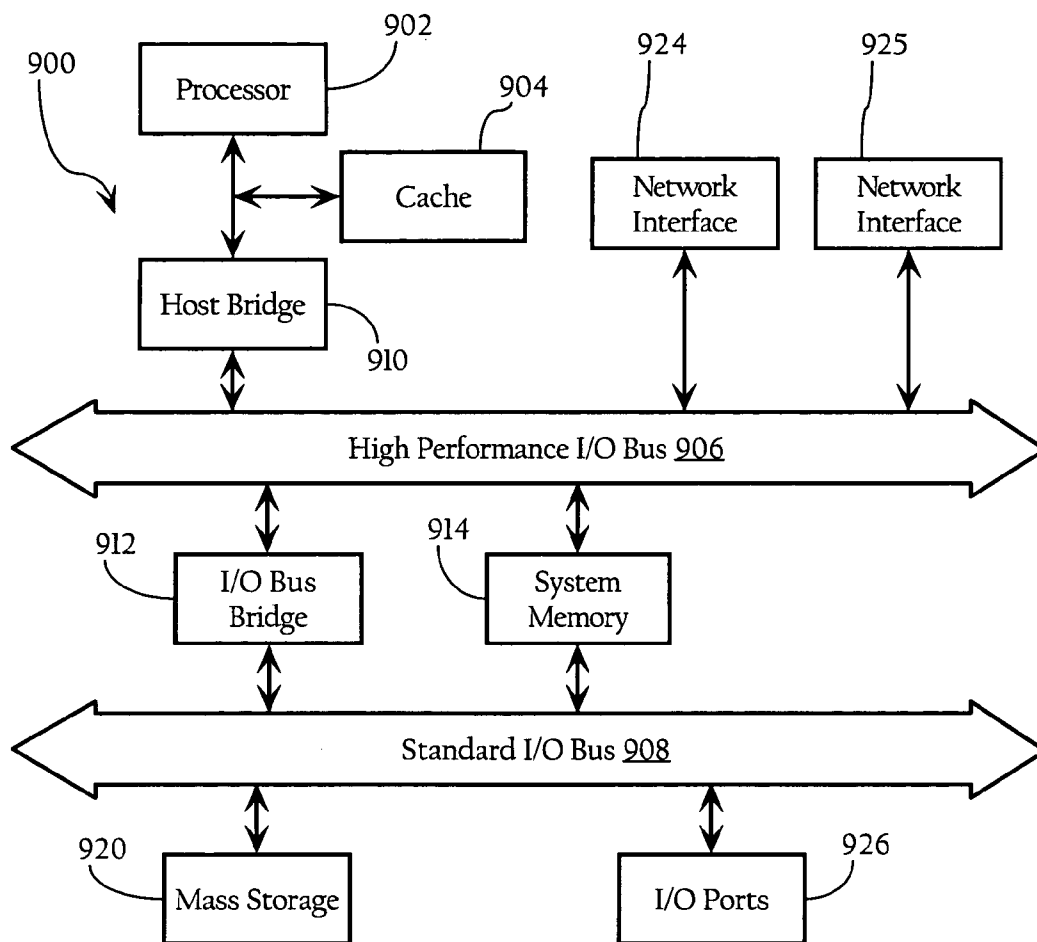 902
924
925
900
Processor
904
Cache
Network
Interface
Network
Interface
Host Bridge
910
High Performance I/O Bus 906
912
914
I/O Bus
Bridge
System
Memory
Standard I/O Bus 908
920
926
Mass Storage
I/O Ports